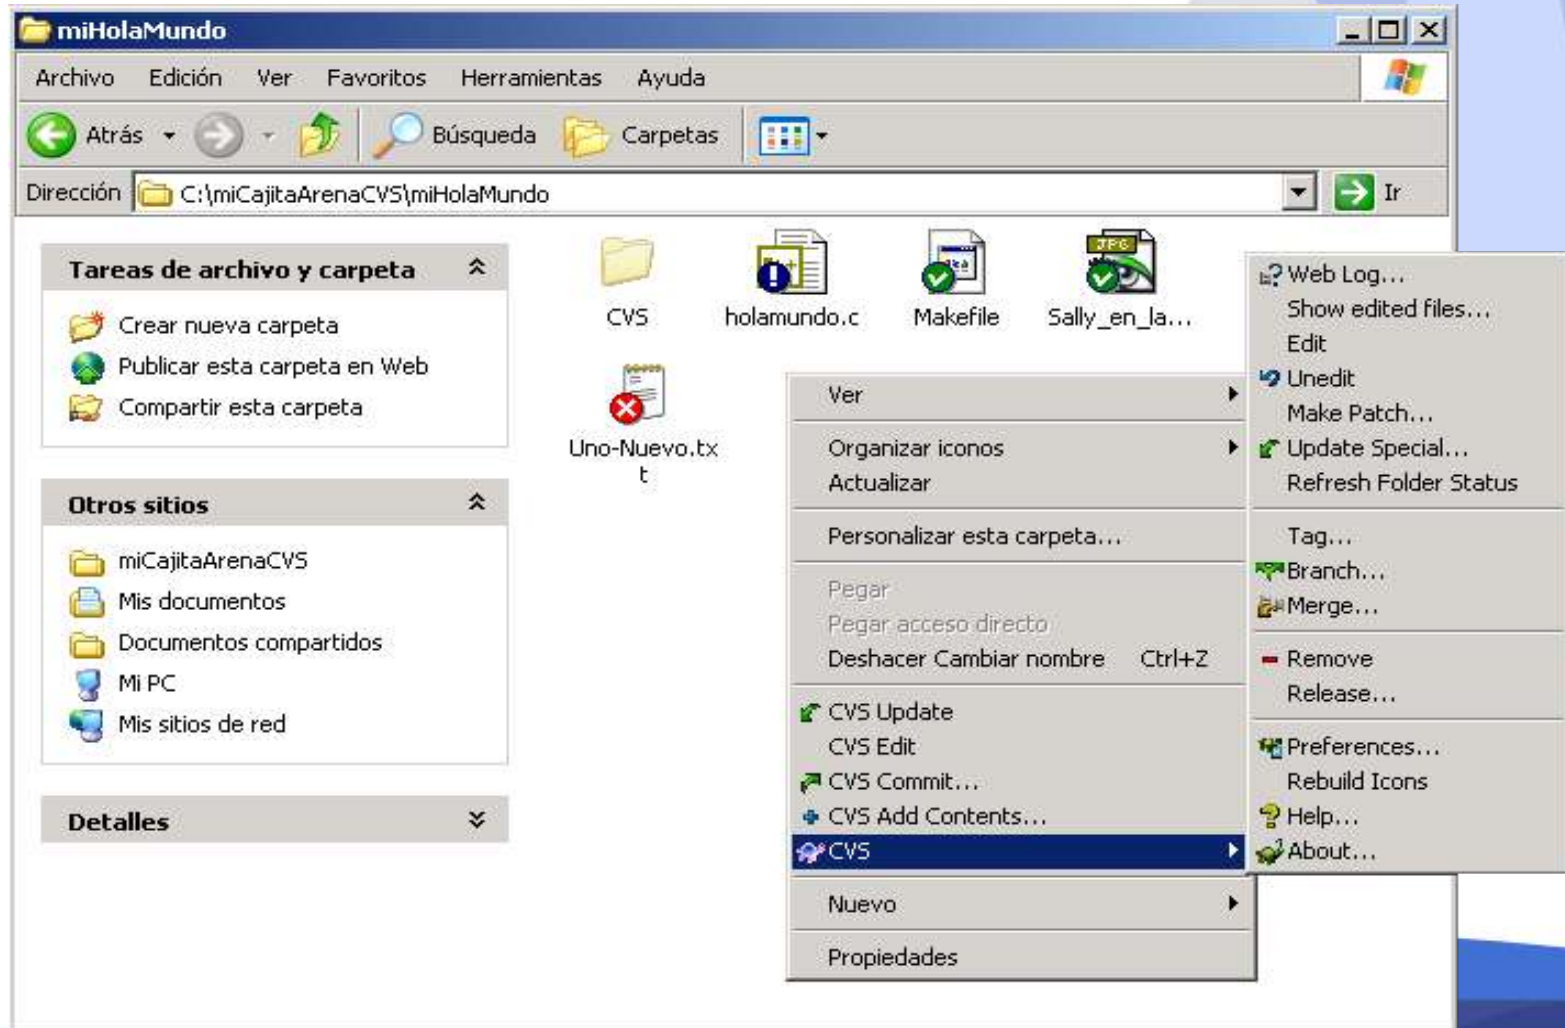 miHolaMundo
Archivo Edición Ver Favoritos Herramientas Ayuda
Atrás Búsqueda Carpetas
Dirección C:\miCajitaArenaCVS\miHolaMundo Ir
Tareas de archivo y carpeta
Crear nueva carpeta
Publicar esta carpeta en Web
Compartir esta carpeta
Otros sitios
miCajitaArenaCVS
Mis documentos
Documentos compartidos
Mi PC
Mis sitios de red
Detalles
JPG
CVS holamundo.c Makefile Sally_en_la...
Uno-Nuevo.tx
t
Ver
Organizar iconos
Actualizar
Personalizar esta carpeta...
Pegar
Pegar acceso directo
Deshacer Cambiar nombre Ctrl+Z
CVS Update
CVS Edit
CVS Commit...
CVS Add Contents...
CVS
Nuevo
Propiedades
Web Log...
Show edited files...
Edit
Unedit
Make Patch...
Update Special...
Refresh Folder Status
Tag...
Branch...
Merge...
Remove
Release...
Preferences...
Rebuild Icons
Help...
About...